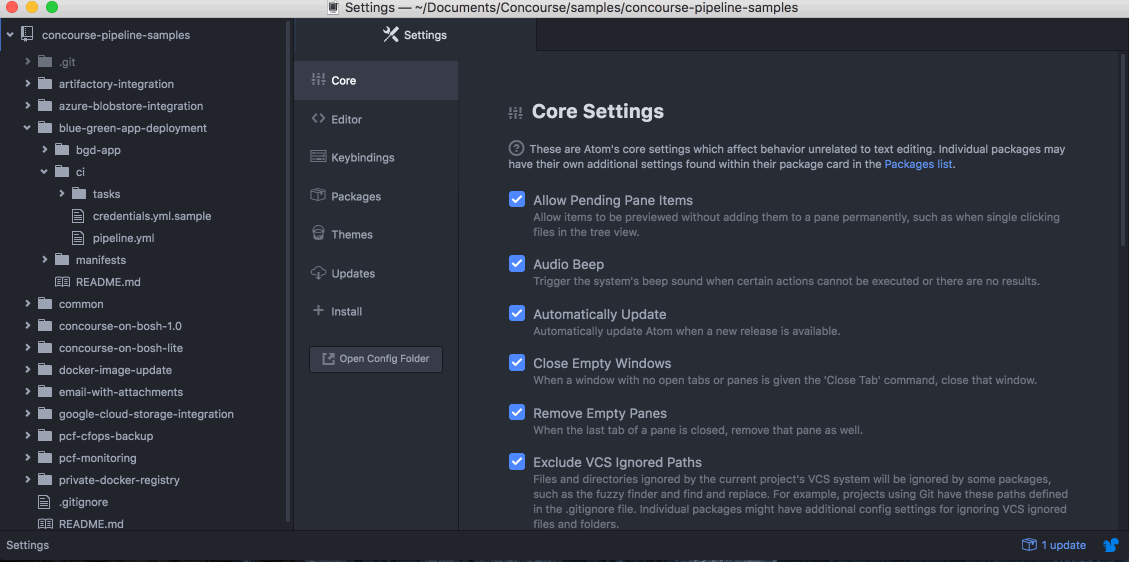 Settings — ~/Documents/Concourse/samples/concourse-pipeline-samples
concourse-pipeline-samples
.git
artifactory-integration
azure-blobstore-integration
blue-green-app-deployment
bgd-app
ci
tasks
credentials.yml.sample
pipeline.yml
manifests
README.md
common
concourse-on-bosh-1.0
concourse-on-bosh-lite
docker-image-update
email-with-attachments
google-cloud-storage-integration
pcf-cfops-backup
pcf-monitoring
private-docker-registry
.gitignore
README.md
Settings
Core
Editor
Keybindings
Packages
Themes
Updates
Install
Open Config Folder
Core Settings
These are Atom's core settings which affect behavior unrelated to text editing. Individual packages may
have their own additional settings found within their package card in the Packages list.
Allow Pending Pane Items
Allow items to be previewed without adding them to a pane permanently, such as when single clicking
files in the tree view.
Audio Beep
Trigger the system's beep sound when certain actions cannot be executed or there are no results.
Automatically Update
Automatically update Atom when a new release is available.
Close Empty Windows
When a window with no open tabs or panes is given the 'Close Tab' command, close that window.
Remove Empty Panes
When the last tab of a pane is closed, remove that pane as well.
Exclude VCS Ignored Paths
Files and directories ignored by the current project's VCS system will be ignored by some packages,
such as the fuzzy finder and find and replace. For example, projects using Git have these paths defined
in the .gitignore file. Individual packages might have additional config settings for ignoring VCS ignored
files and folders.
Settings
1 update